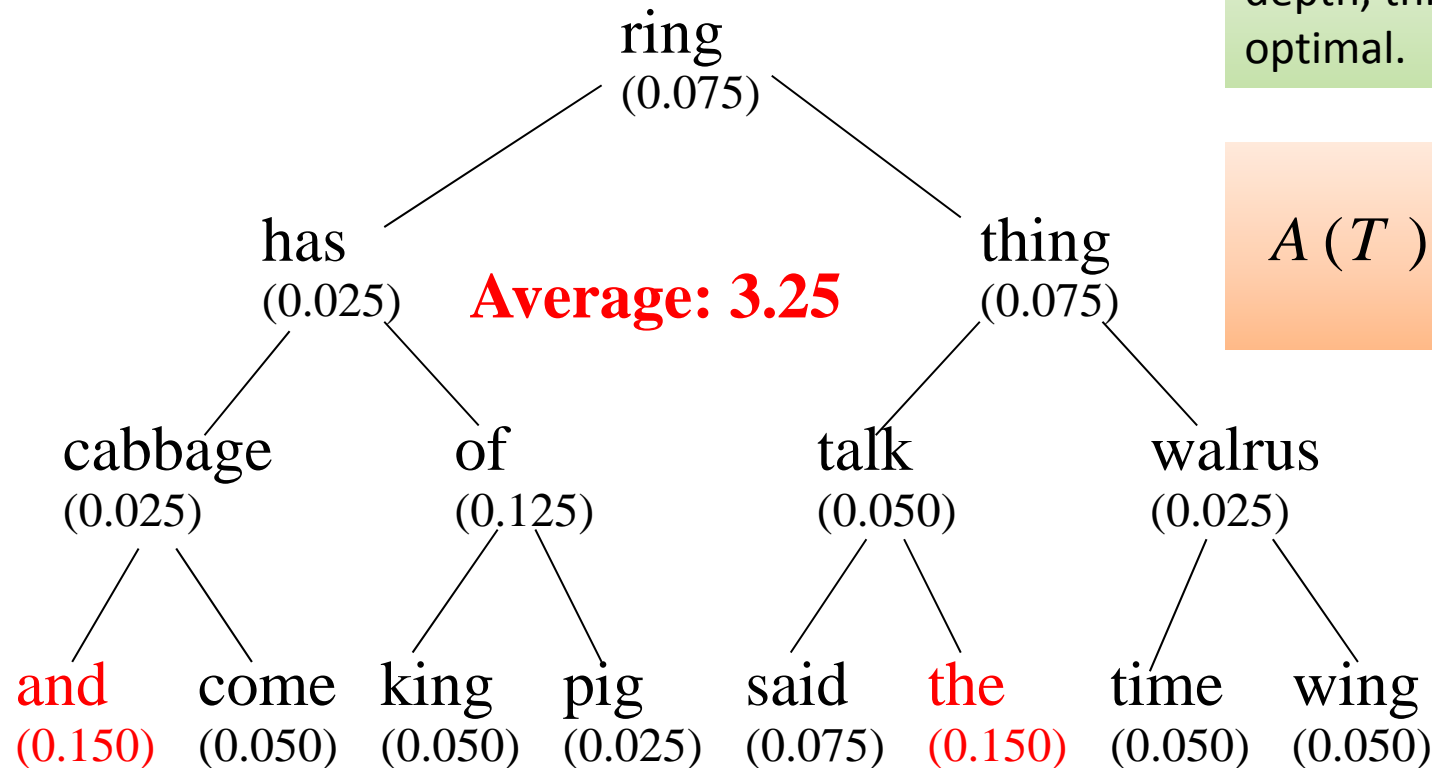 ring
(0.075)
optimal.
A (T )
has
(0.025)
thing
(0.075)
Average: 3.25
cabbage
(0.025)
of
(0.125)
talk
(0.050)
walrus
(0.025)
and
(0.150)
come
(0.050)
king
(0.050)
pig
(0.025)
said
(0.075)
the
(0.150)
time
(0.050)
wing
(0.050)